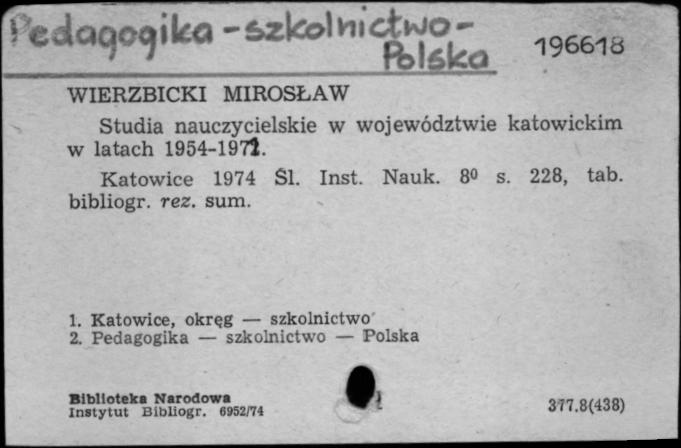 Pedagogika - szkolnictwo -
Polska
196618
WIERZBICKI MIROSŁAW
Studia nauczycielskie w województwie katowickim
w latach 1954-1971.
Katowice 1974 Śl. Inst. Nauk. 8⁰ s. 228, tab.
bibliogr. rez. sum.
1. Katowice, okręg — szkolnictwo
2. Pedagogika — szkolnictwo — Polska
Biblioteka Narodowa
Instytut Bibliogr. 6952/74
377.8(438)